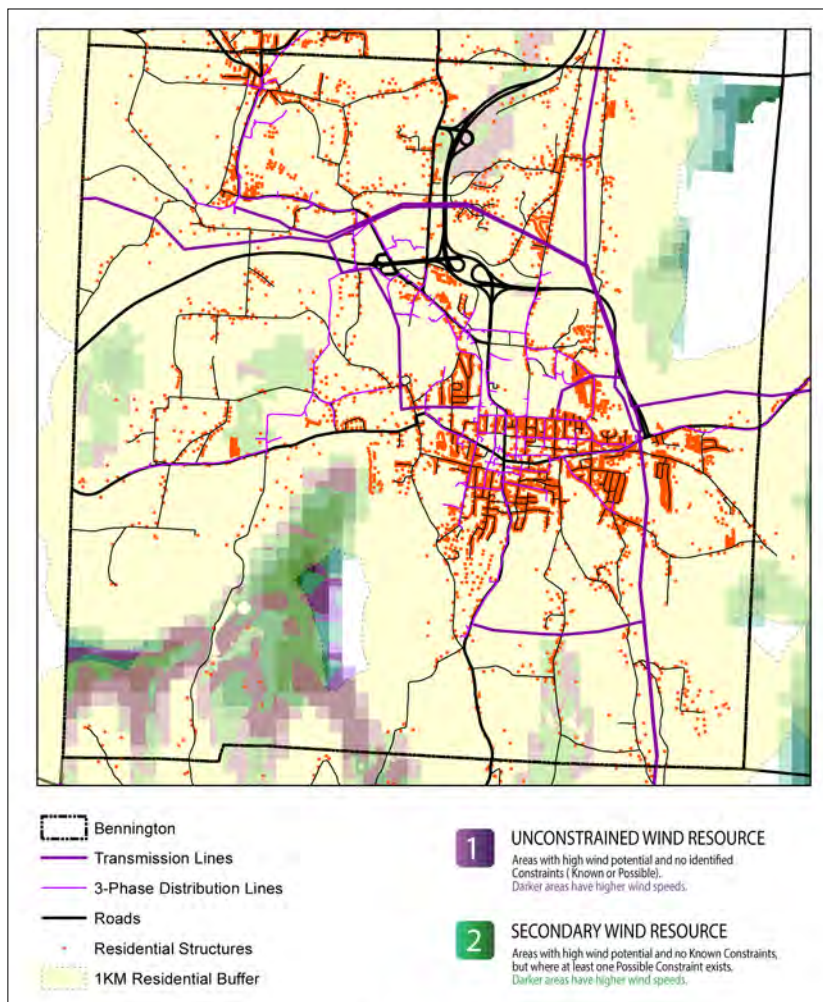 Bennington
Transmission Lines
3-Phase Distribution Lines
Roads
Residential Structures
1KM Residential Buffer
1
UNCONSTRAINED WIND RESOURCE
Areas with high wind potential and no identified
Constraints ( Known or Possible).
Darker areas have higher wind speeds.
2
SECONDARY WIND RESOURCE
Areas with high wind potential and no Known Constraints,
but where at least one Possible Constraint exists.
Darker areas have higher wind speeds.